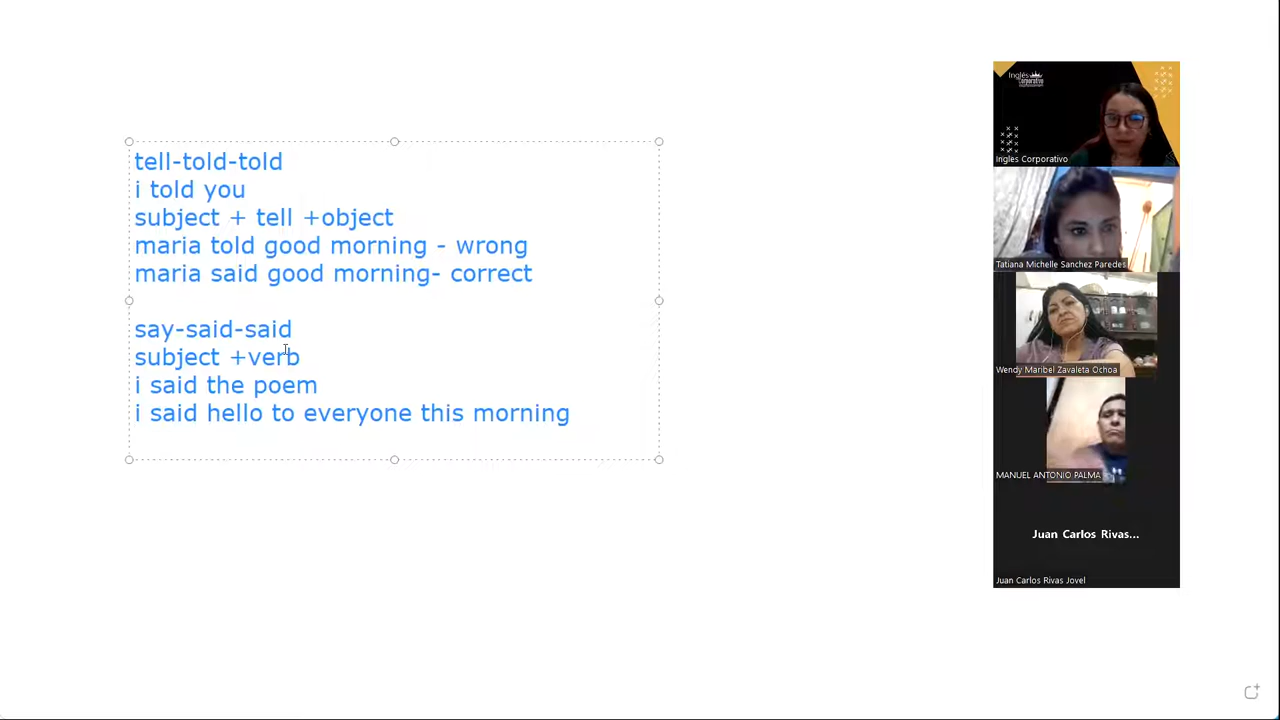 tell-told-told
i told you
subject + tell +object
maria told good morning - wrong
maria said good morning- correct
say-said-said
subject +verb
i said the poem
i said hello to everyone this morning
Inglés
Corporativo
Ingles Corporativo
Tatiana Michelle Sanchez Paredes
Wendy Maribel Zavaleta Ochoa
MANUEL ANTONIO PALMA
Juan Carlos Rivas...
Juan Carlos Rivas Jovel